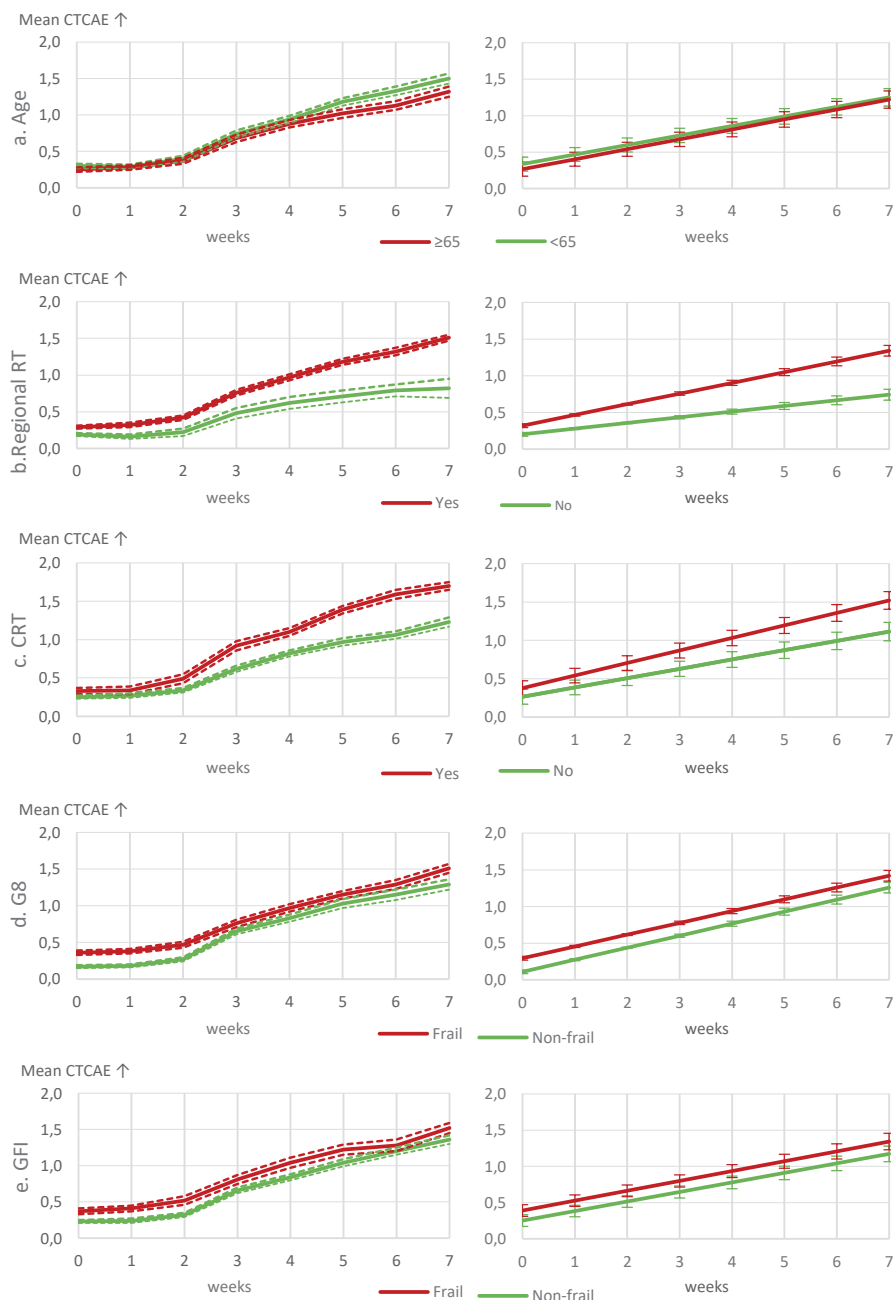 Mean CTCAE ↑
a. Age
2,0 2,0
1,5 1,5
1,0 1,0
0,5 0,5
0,0 0,0
0 1 2 3 4 5 6 7 0 1 2 3 4 5 6 7
weeks weeks
≥65 <65
Mean CTCAE ↑
b.Regional RT
2,0 2,0
1,5 1,5
1,0 1,0
0,5 0,5
0,0 0,0
0 1 2 3 4 5 6 7 0 1 2 3 4 5 6 7
weeks weeks
Yes No
Mean CTCAE ↑
c. CRT
2,0 2,0
1,5 1,5
1,0 1,0
0,5 0,5
0,0 0,0
0 1 2 3 4 5 6 7 0 1 2 3 4 5 6 7
weeks weeks
Yes No
Mean CTCAE ↑
d. G8
2,0 2,0
1,5 1,5
1,0 1,0
0,5 0,5
0,0 0,0
0 1 2 3 4 5 6 7 0 1 2 3 4 5 6 7
weeks weeks
Frail Non-frail
Mean CTCAE ↑
e. GFI
2,0 2,0
1,5 1,5
1,0 1,0
0,5 0,5
0,0 0,0
0 1 2 3 4 5 6 7 0 1 2 3 4 5 6 7
weeks weeks
Frail Non-frail